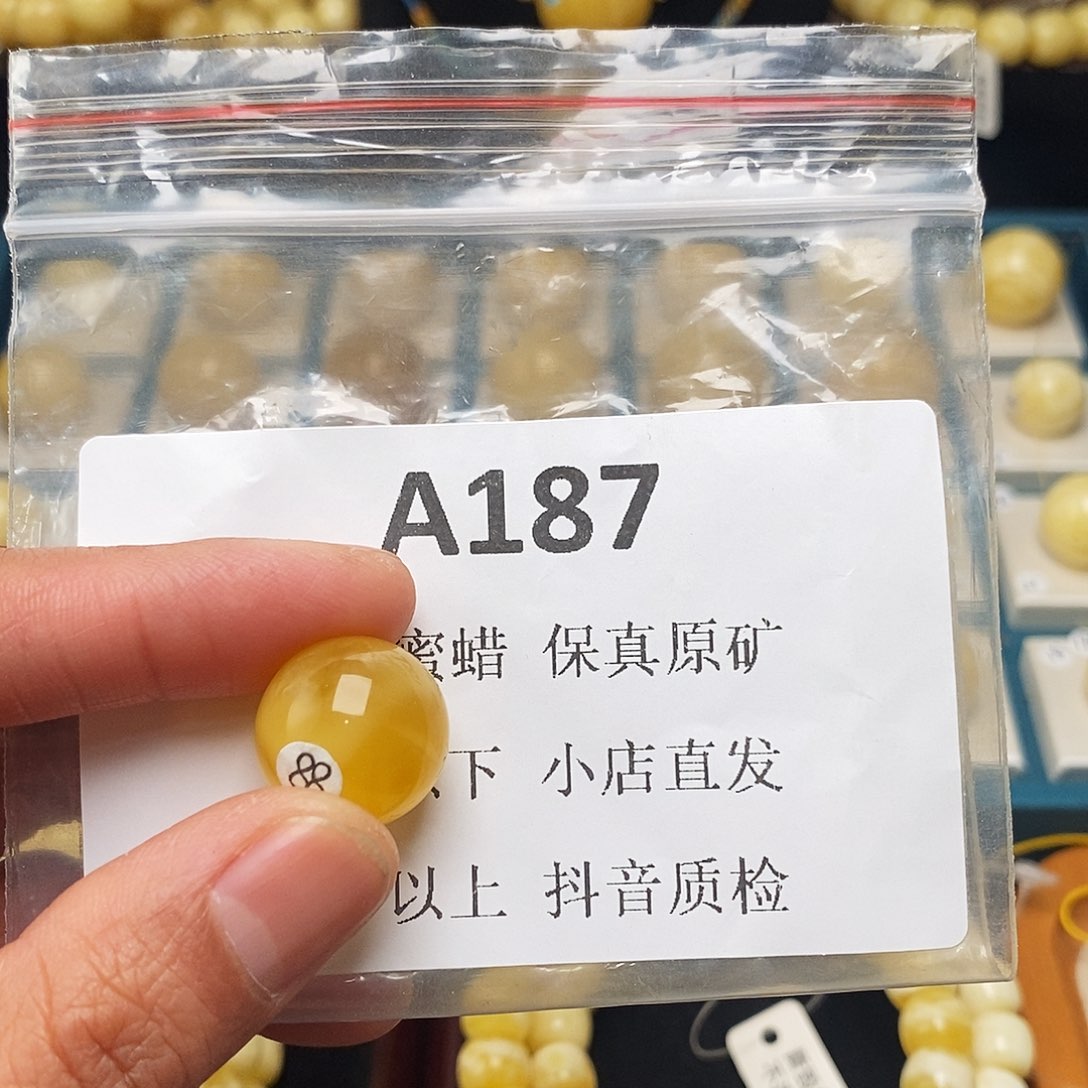 A187
蜜蜡 保真原矿
下 小店直发
以上 抖音质检